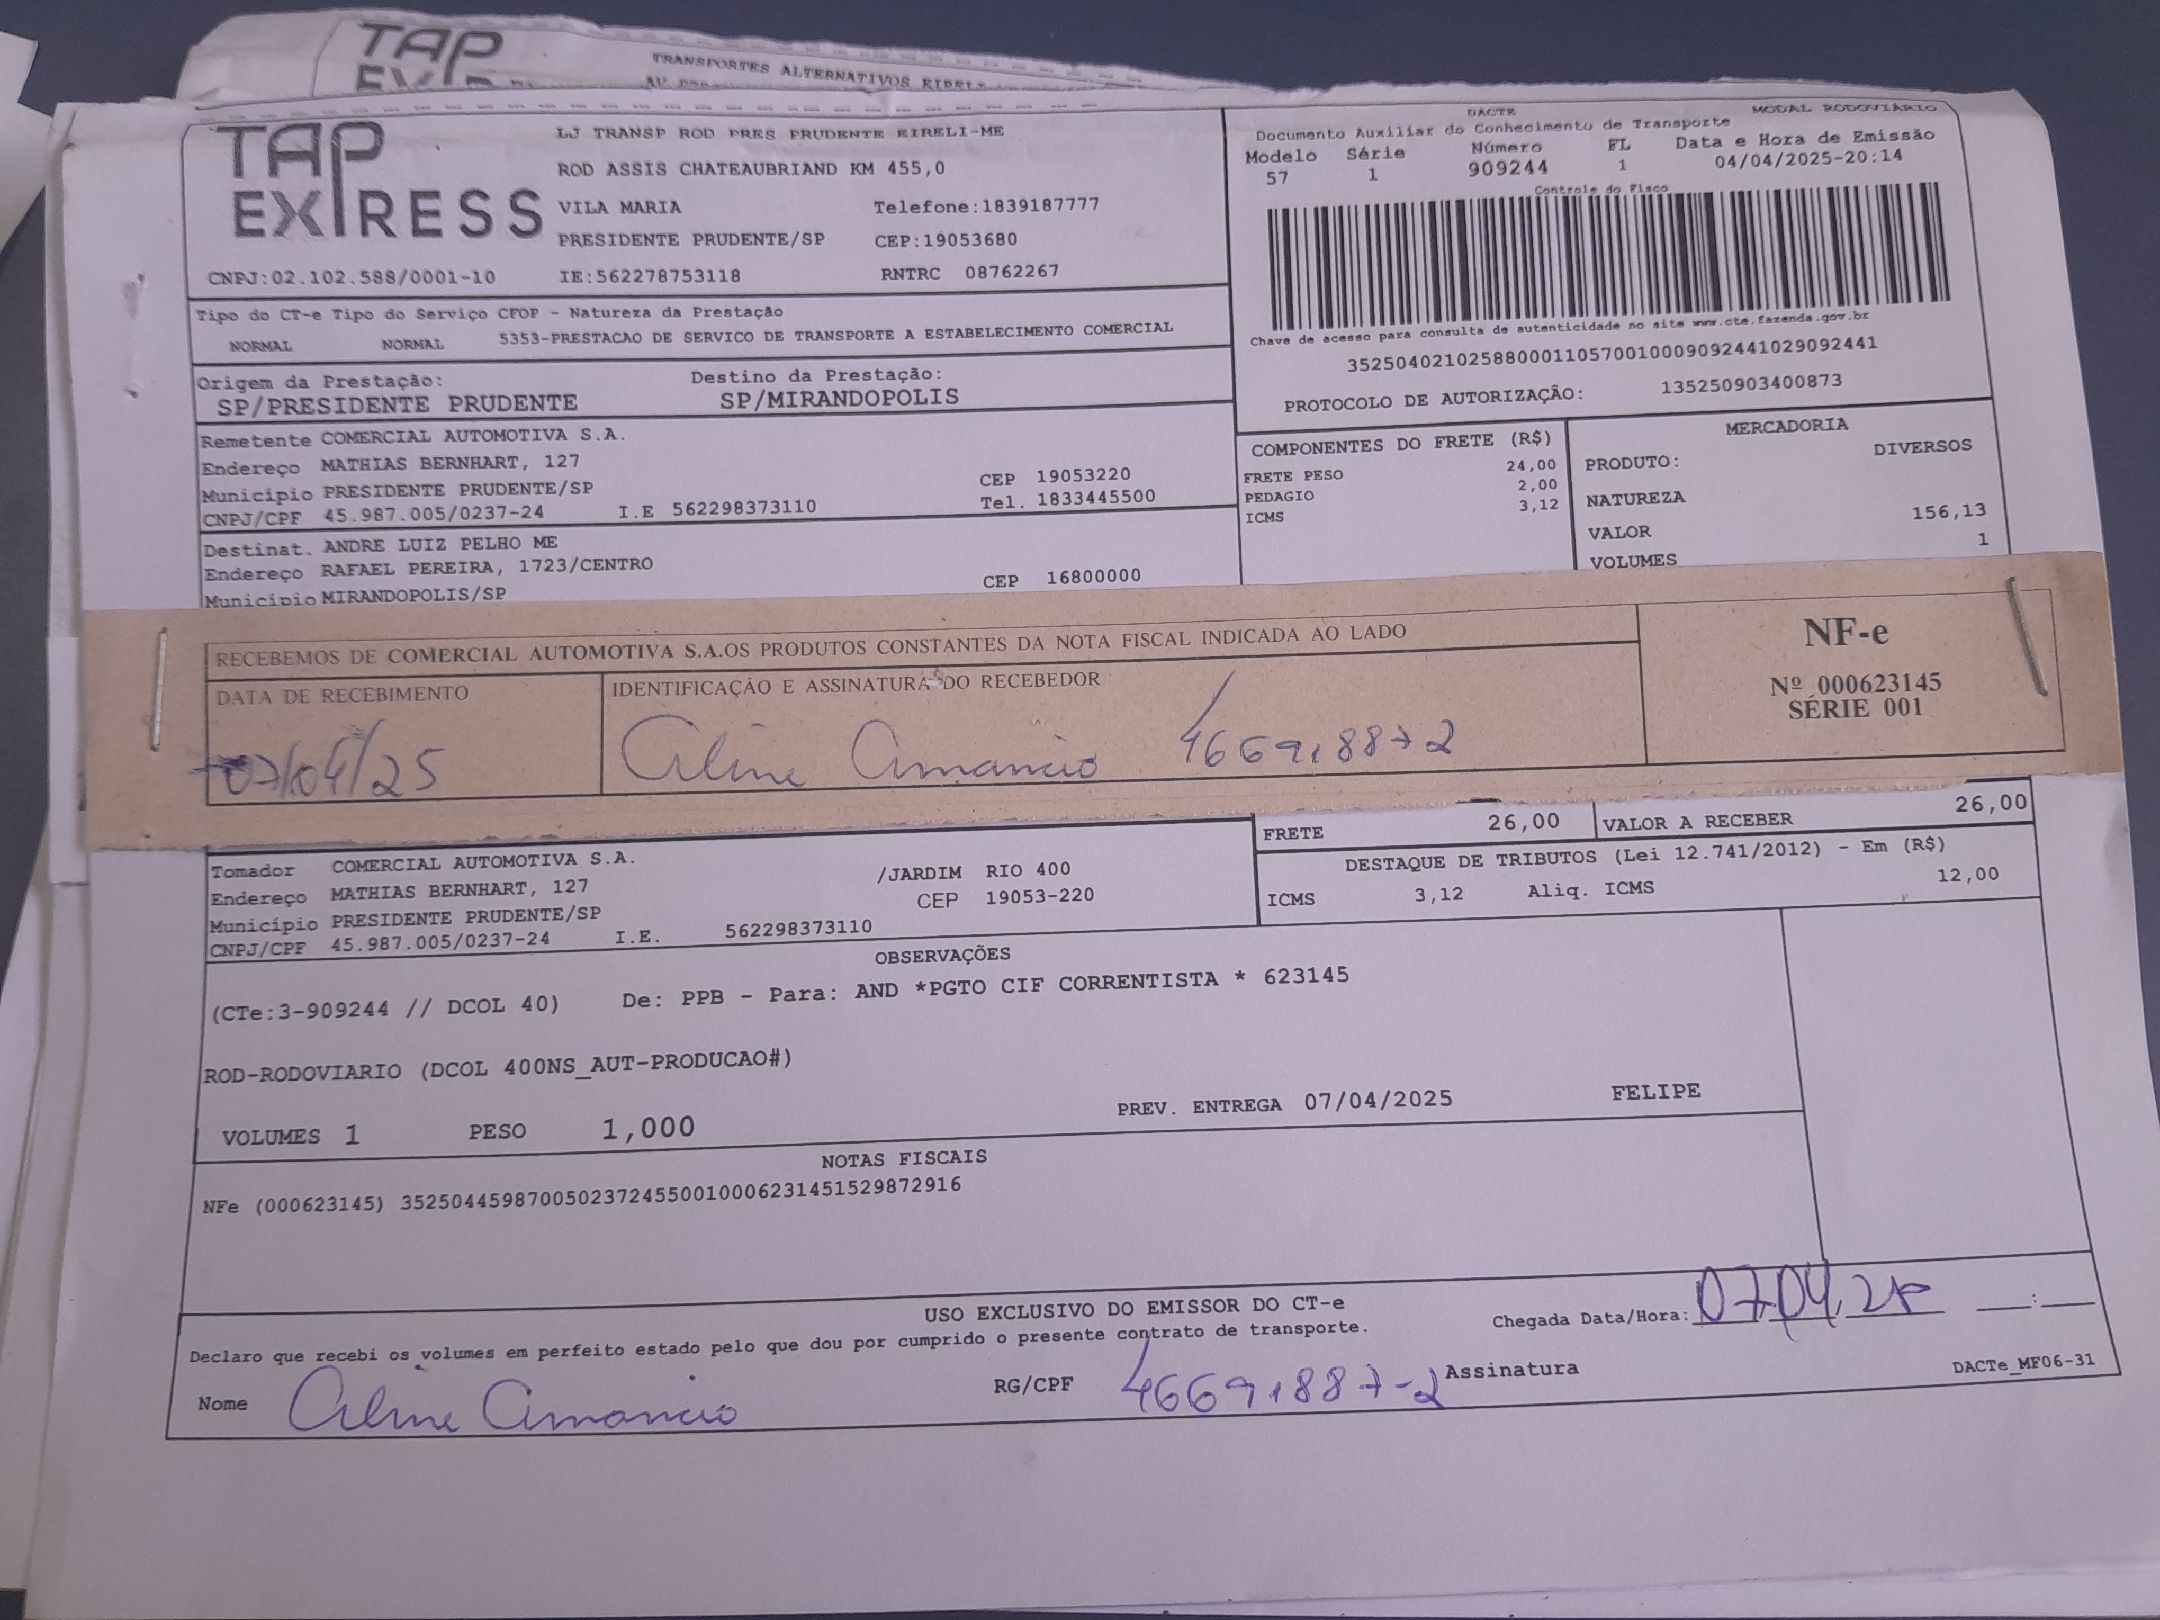 TAP
TRANSPORTES ALTERNATIVOS
TAP
EXPRESS
LJ TRANSP ROD PRES PRUDENTE EIRELI-ME
ROD ASSIS CHATEAUBRIAND KM 455,0
VILA MARIA Telefone:1839187777
PRESIDENTE PRUDENTE/SP CEP:19053680
CNPJ:02.102.588/0001-10 IE:562278753118 RNTRC 08762267
DACTE MODAL RODOVIÁRIO
Documento Auxiliar do Conhecimento de Transporte
Modelo Série Número FL Data e Hora de Emissão
57 1 909244 1 04/04/2025-20:14
Controle do Fisco
Chave de acesso para consulta de autenticidade no site www.cte.fazenda.gov.br
35250402102588000110570010009092441029092441
PROTOCOLO DE AUTORIZAÇÃO: 135250903400873
Tipo do CT-e Tipo do Serviço CFOP - Natureza da Prestação
NORMAL NORMAL 5353-PRESTACAO DE SERVICO DE TRANSPORTE A ESTABELECIMENTO COMERCIAL
Origem da Prestação: Destino da Prestação:
SP/PRESIDENTE PRUDENTE SP/MIRANDOPOLIS
Remetente COMERCIAL AUTOMOTIVA S.A.
Endereço MATHIAS BERNHART, 127 CEP 19053220
Município PRESIDENTE PRUDENTE/SP Tel. 1833445500
CNPJ/CPF 45.987.005/0237-24 I.E 562298373110
Destinat. ANDRE LUIZ PELHO ME
Endereço RAFAEL PEREIRA, 1723/CENTRO CEP 16800000
Município MIRANDOPOLIS/SP
COMPONENTES DO FRETE (R$)
FRETE PESO 24,00
PEDAGIO 2,00
ICMS 3,12
MERCADORIA
PRODUTO: DIVERSOS
NATUREZA
VALOR 156,13
VOLUMES 1
RECEBEMOS DE COMERCIAL AUTOMOTIVA S.A.OS PRODUTOS CONSTANTES DA NOTA FISCAL INDICADA AO LADO
DATA DE RECEBIMENTO IDENTIFICAÇÃO E ASSINATURA DO RECEBEDOR
07/04/25 Aline Amancio 46691887-2
NF-e
Nº 000623145
SÉRIE 001
FRETE 26,00 VALOR A RECEBER 26,00
Tomador COMERCIAL AUTOMOTIVA S.A.
Endereço MATHIAS BERNHART, 127 /JARDIM RIO 400
Município PRESIDENTE PRUDENTE/SP CEP 19053-220
CNPJ/CPF 45.987.005/0237-24 I.E. 562298373110
DESTAQUE DE TRIBUTOS (Lei 12.741/2012) - Em (R$)
ICMS 3,12 Aliq. ICMS 12,00
OBSERVAÇÕES
(CTe:3-909244 // DCOL 40) De: PPB - Para: AND *PGTO CIF CORRENTISTA * 623145
ROD-RODOVIARIO (DCOL 400NS_AUT-PRODUCAO#)
VOLUMES 1 PESO 1,000 PREV. ENTREGA 07/04/2025 FELIPE
NOTAS FISCAIS
NFe (000623145) 35250445987005023724550010006231451529872916
USO EXCLUSIVO DO EMISSOR DO CT-e
Declaro que recebi os volumes em perfeito estado pelo que dou por cumprido o presente contrato de transporte.
Chegada Data/Hora: 07/04/25 __:__
Nome Aline Amancio RG/CPF 46691887-2 Assinatura
DACTe_MF06-31